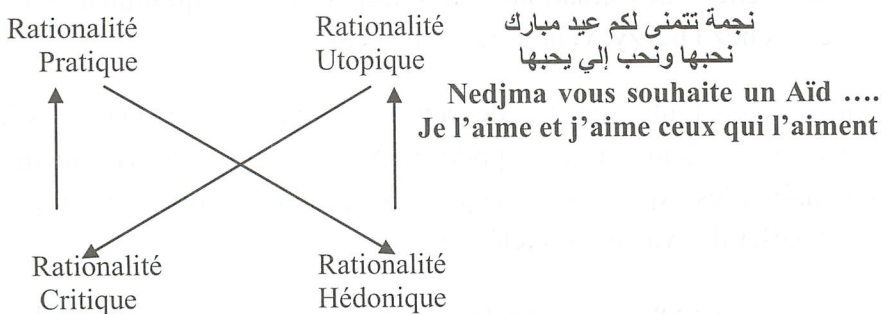 Rationalité
Pratique
Rationalité
Utopique
نجمة تتمنى لكم عيد مبارك
نحبها ونحب إلي يحبها
Nedjma vous souhaite un Aïd ….
Je l’aime et j’aime ceux qui l’aiment
Rationalité
Critique
Rationalité
Hédonique